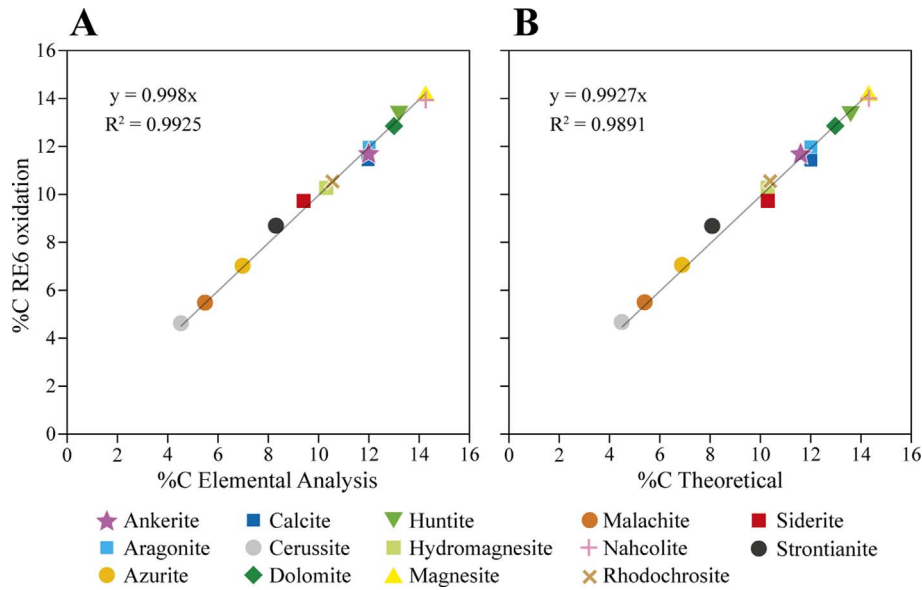 A
B
16
14
12
10
8
6
4
2
0
%C RE6 oxidation
y = 0.998x
R² = 0.9925
0 2 4 6 8 10 12 14 16
%C Elemental Analysis
y = 0.9927x
R² = 0.9891
0 2 4 6 8 10 12 14 16
%C Theoretical
Ankerite Calcite Huntite Malachite Siderite
Aragonite Cerussite Hydromagnesite Nahcolite Strontianite
Azurite Dolomite Magnesite Rhodochrosite